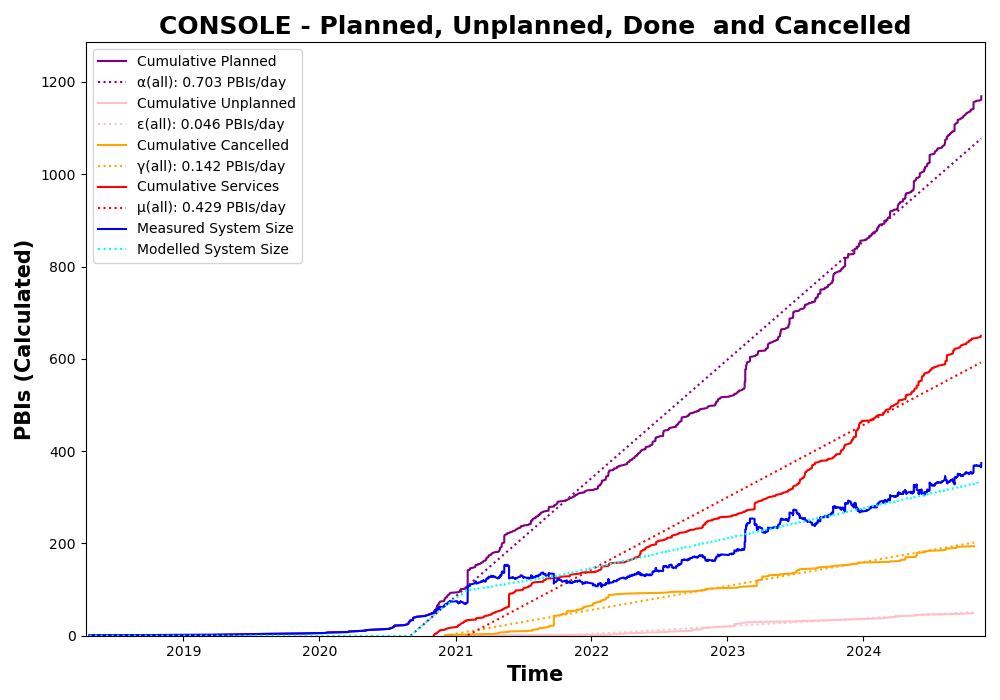 CONSOLE - Planned, Unplanned, Done  and Cancelled
PBIs (Calculated)
1200
1000
800
600
400
200
0
Cumulative Planned
α(all): 0.703 PBIs/day
Cumulative Unplanned
ε(all): 0.046 PBIs/day
Cumulative Cancelled
γ(all): 0.142 PBIs/day
Cumulative Services
μ(all): 0.429 PBIs/day
Measured System Size
Modelled System Size
2019 2020 2021 2022 2023 2024
Time